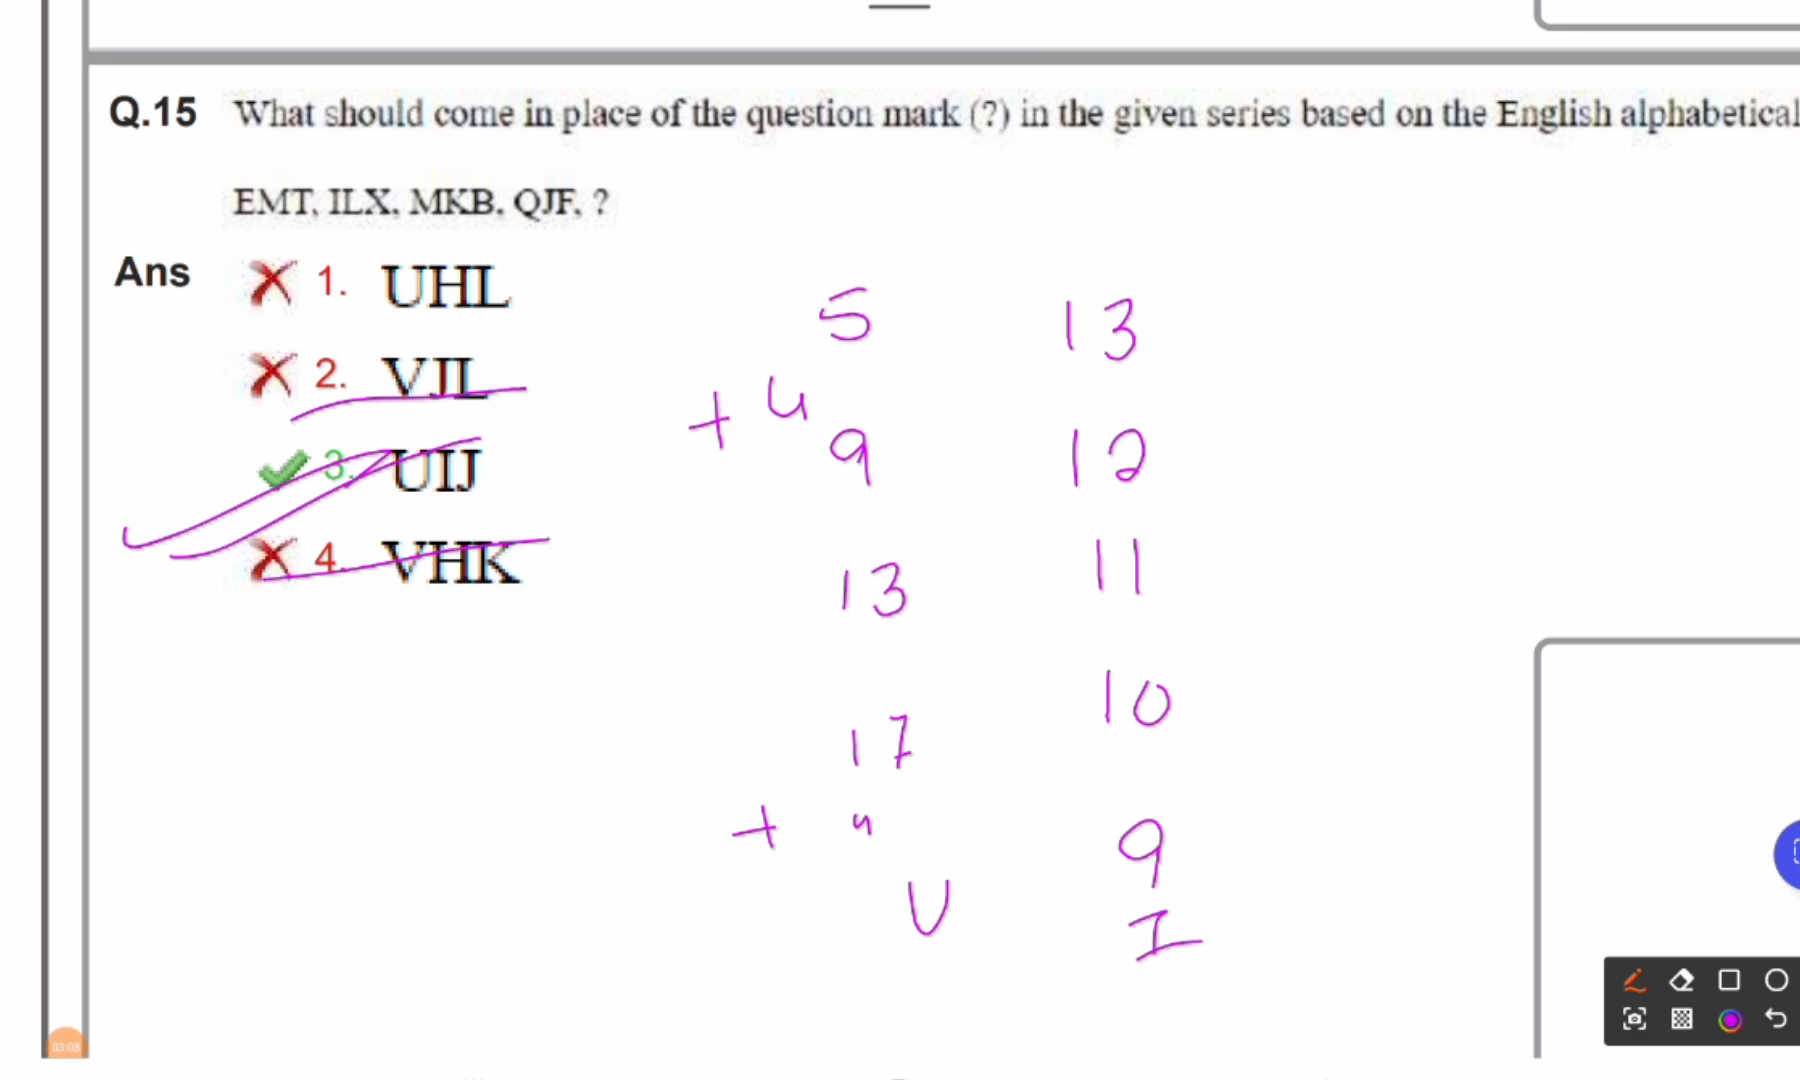 Q.15 What should come in place of the question mark (?) in the given series based on the English alphabetical
EMT, ILX, MKB, QJF, ?
Ans
1. UHL
2. VJL
3. UIJ
4. VHK
5 13
+ 4
9 12
13 11
17 10
+ 4
9
U I
03:08